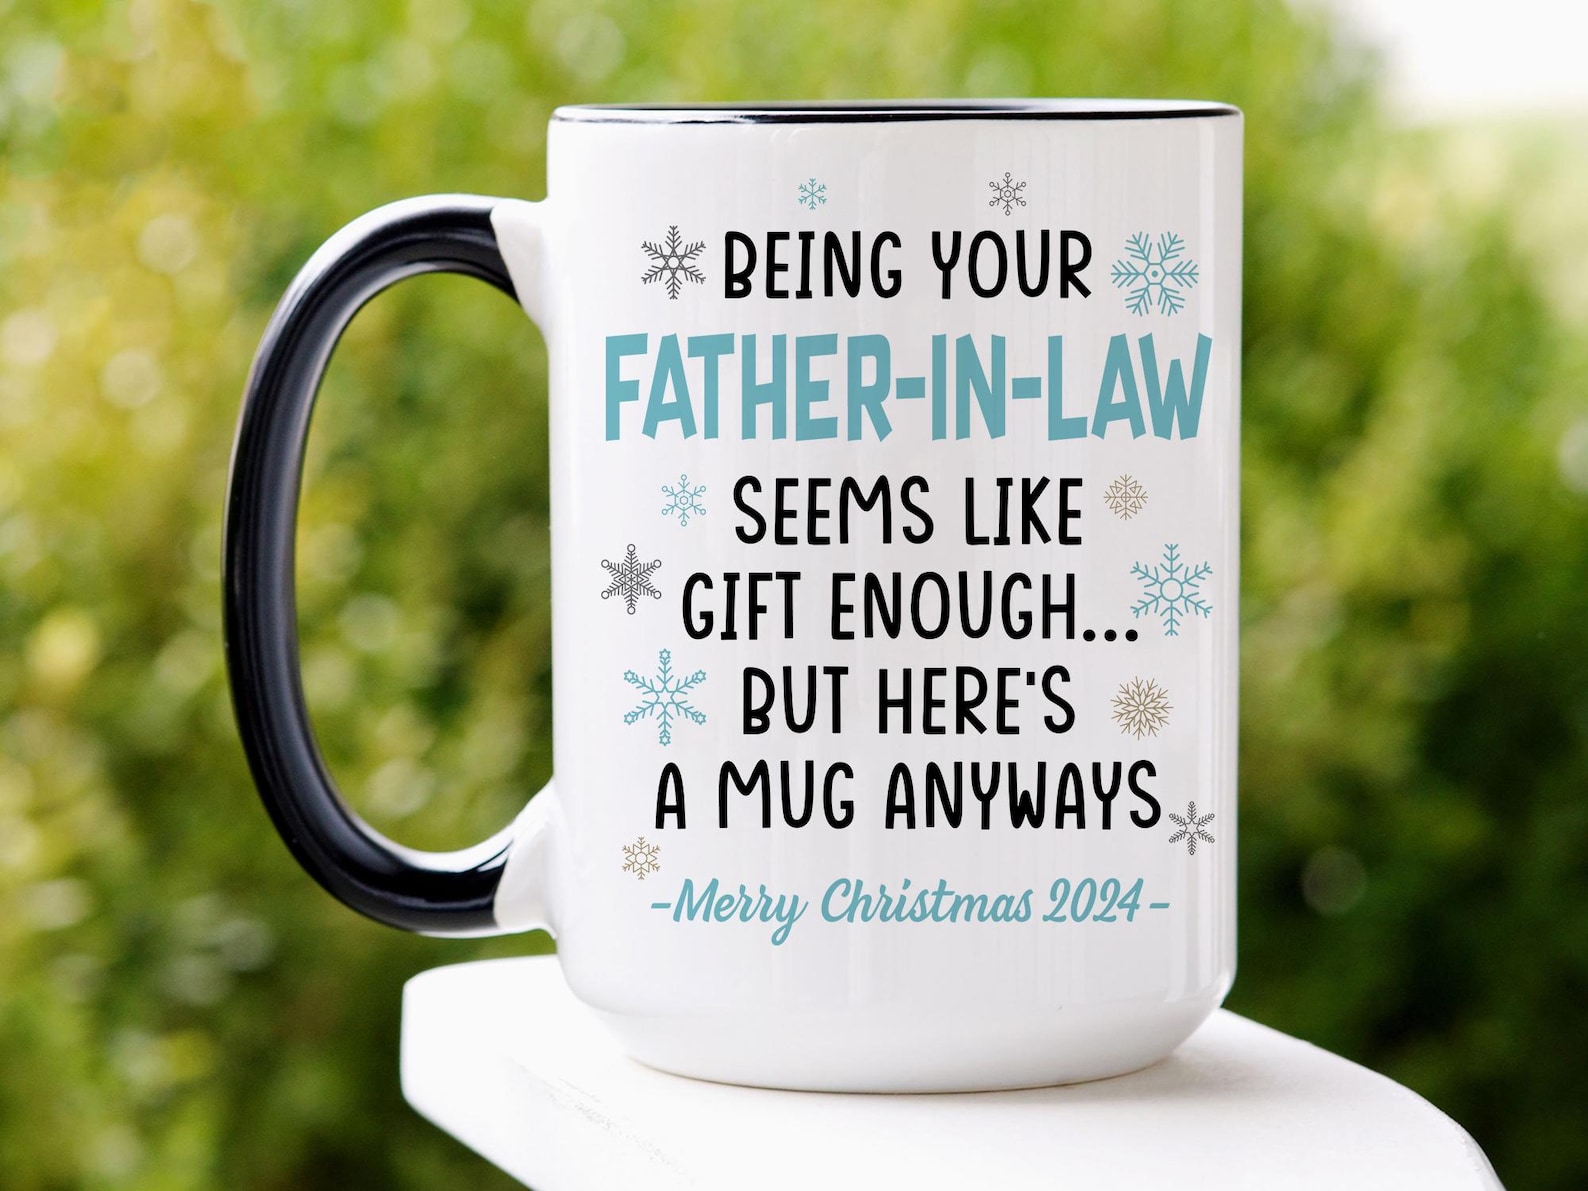 BEING YOUR
FATHER-IN-LAW
SEEMS LIKE
GIFT ENOUGH...
BUT HERE'S
A MUG ANYWAYS
-Merry Christmas 2024-